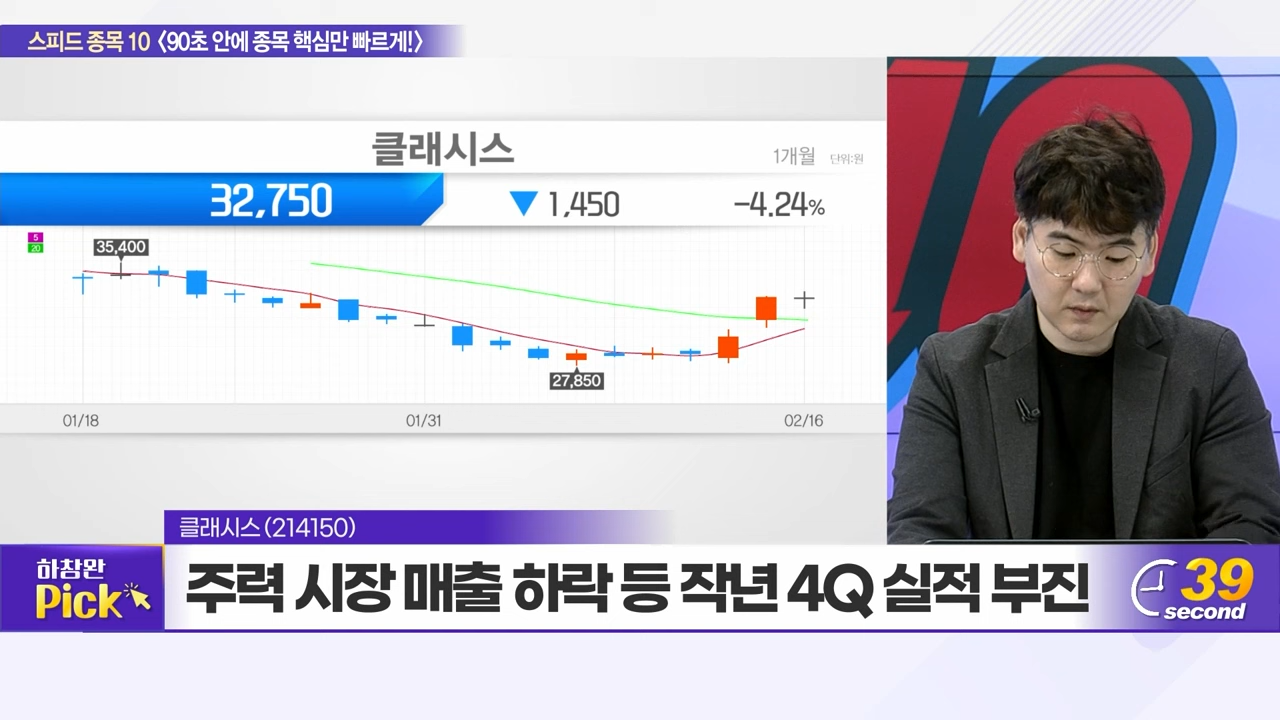 스피드 종목 10 〈90초 안에 종목 핵심만 빠르게!〉
클래시스
1개월 단위:원
32,750 ▼ 1,450 -4.24%
5
20
35,400
27,850
01/18 01/31 02/16
클래시스(214150)
하창완
Pick
주력 시장 매출 하락 등 작년 4Q 실적 부진
39
second